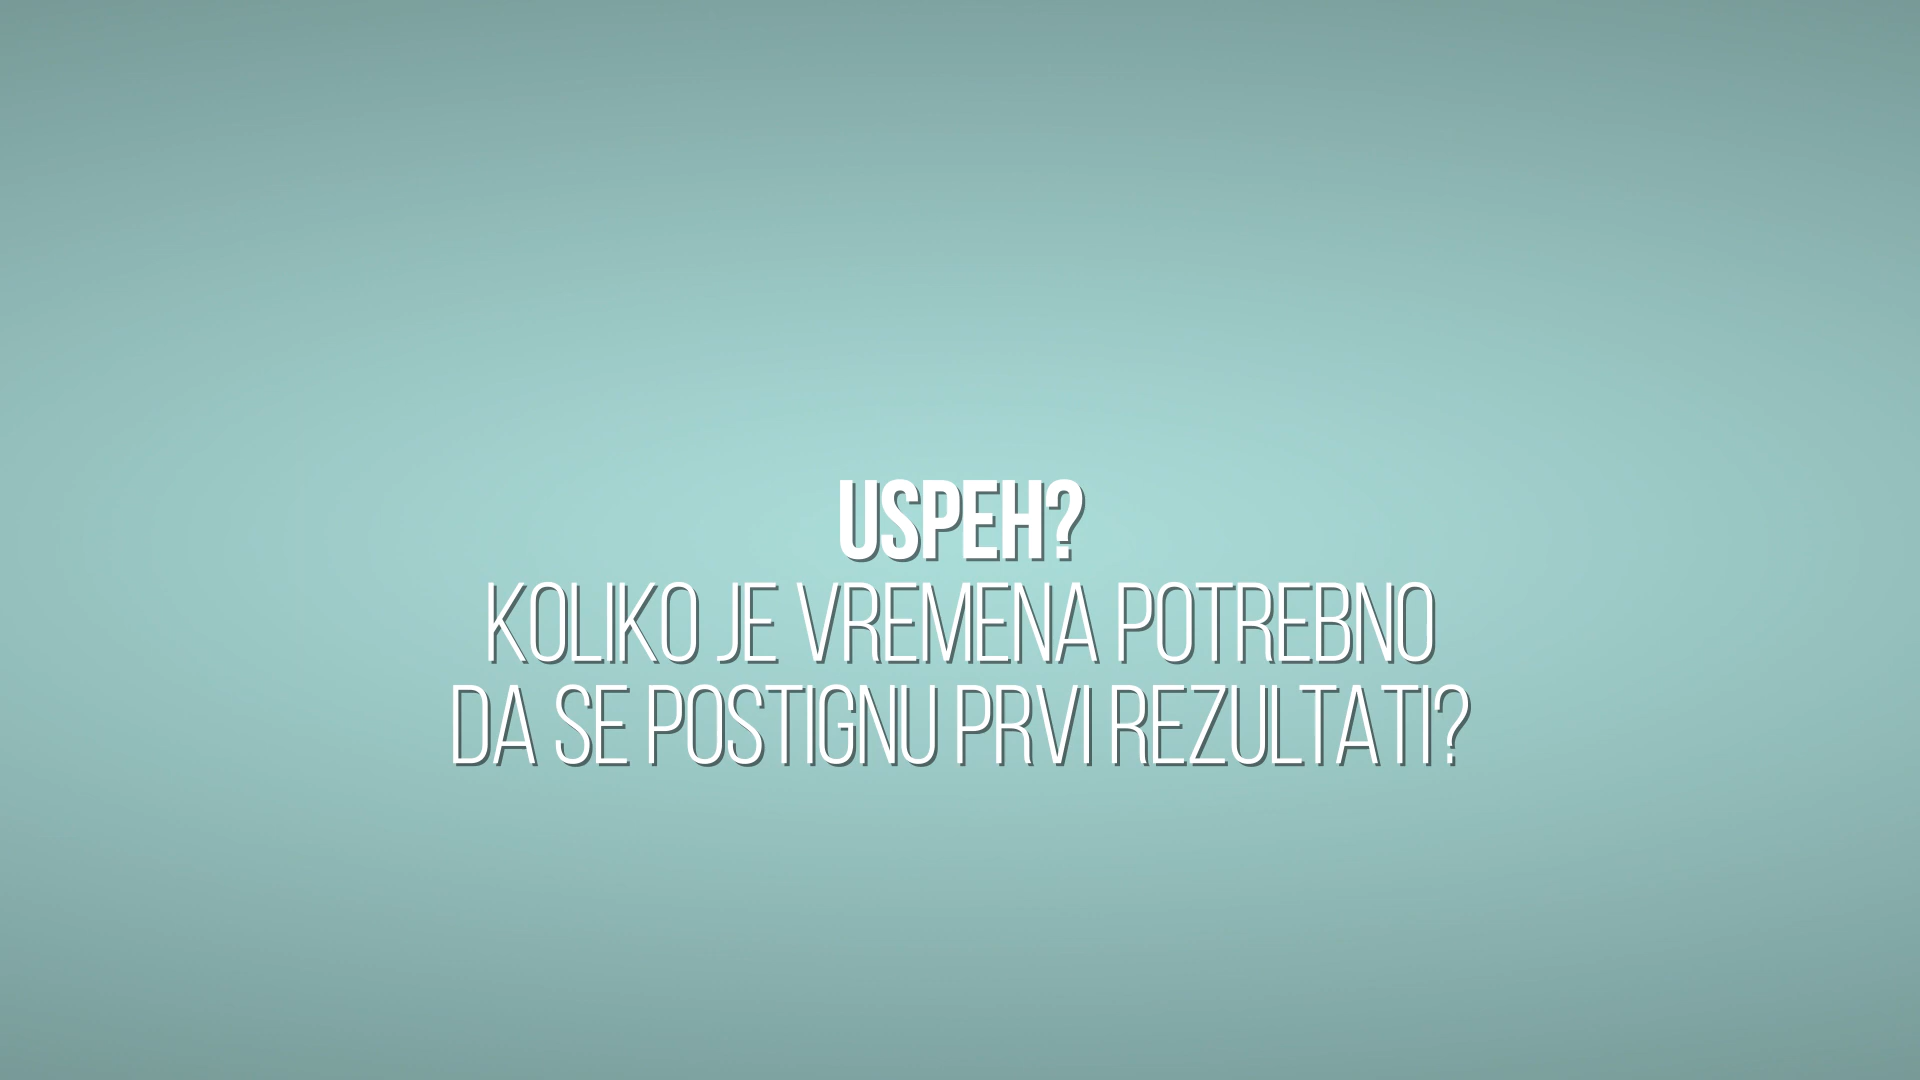 USPEH?
KOLIKO JE VREMENA POTREBNO
DA SE POSTIGNU PRVI REZULTATI?